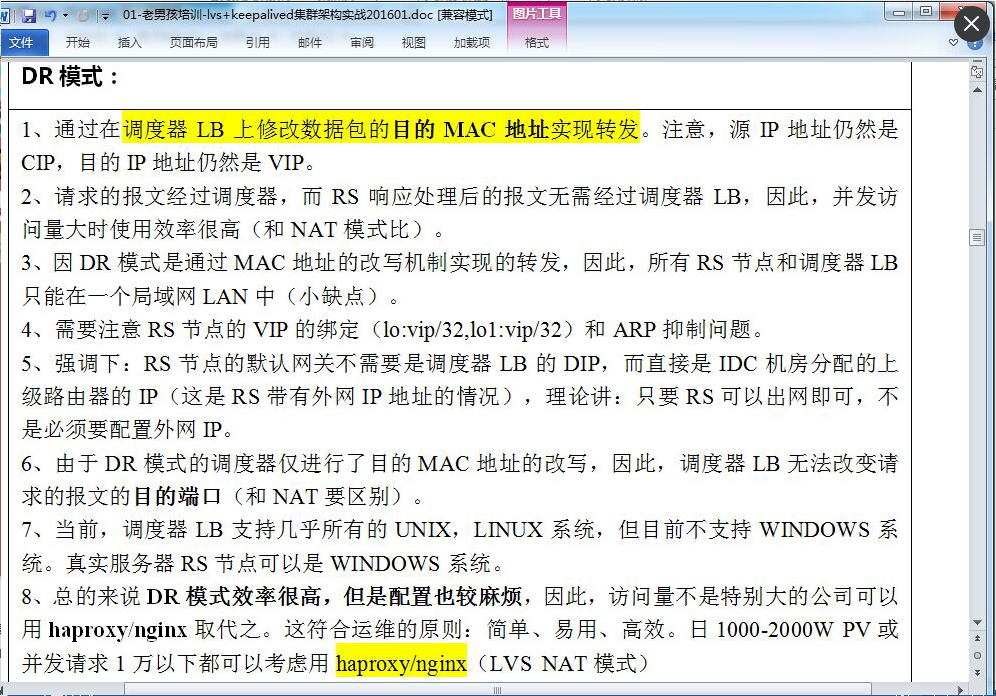 01-老男孩培训-lvs+keepalived集群架构实战201601.doc [兼容模式]
图片工具
文件 开始 插入 页面布局 引用 邮件 审阅 视图 加载项 格式
DR 模式：
1、通过在调度器 LB 上修改数据包的目的 MAC 地址实现转发。注意，源 IP 地址仍然是
CIP，目的 IP 地址仍然是 VIP。
2、请求的报文经过调度器，而 RS 响应处理后的报文无需经过调度器 LB，因此，并发访
问量大时使用效率很高（和 NAT 模式比）。
3、因 DR 模式是通过 MAC 地址的改写机制实现的转发，因此，所有 RS 节点和调度器 LB
只能在一个局域网 LAN 中（小缺点）。
4、需要注意 RS 节点的 VIP 的绑定（lo:vip/32,lo1:vip/32）和 ARP 抑制问题。
5、强调下：RS 节点的默认网关不需要是调度器 LB 的 DIP，而直接是 IDC 机房分配的上
级路由器的 IP（这是 RS 带有外网 IP 地址的情况），理论讲：只要 RS 可以出网即可，不
是必须要配置外网 IP。
6、由于 DR 模式的调度器仅进行了目的 MAC 地址的改写，因此，调度器 LB 无法改变请
求的报文的目的端口（和 NAT 要区别）。
7、当前，调度器 LB 支持几乎所有的 UNIX，LINUX 系统，但目前不支持 WINDOWS 系
统。真实服务器 RS 节点可以是 WINDOWS 系统。
8、总的来说 DR 模式效率很高，但是配置也较麻烦，因此，访问量不是特别大的公司可以
用 haproxy/nginx 取代之。这符合运维的原则：简单、易用、高效。日 1000-2000W PV 或
并发请求 1 万以下都可以考虑用 haproxy/nginx（LVS NAT 模式）